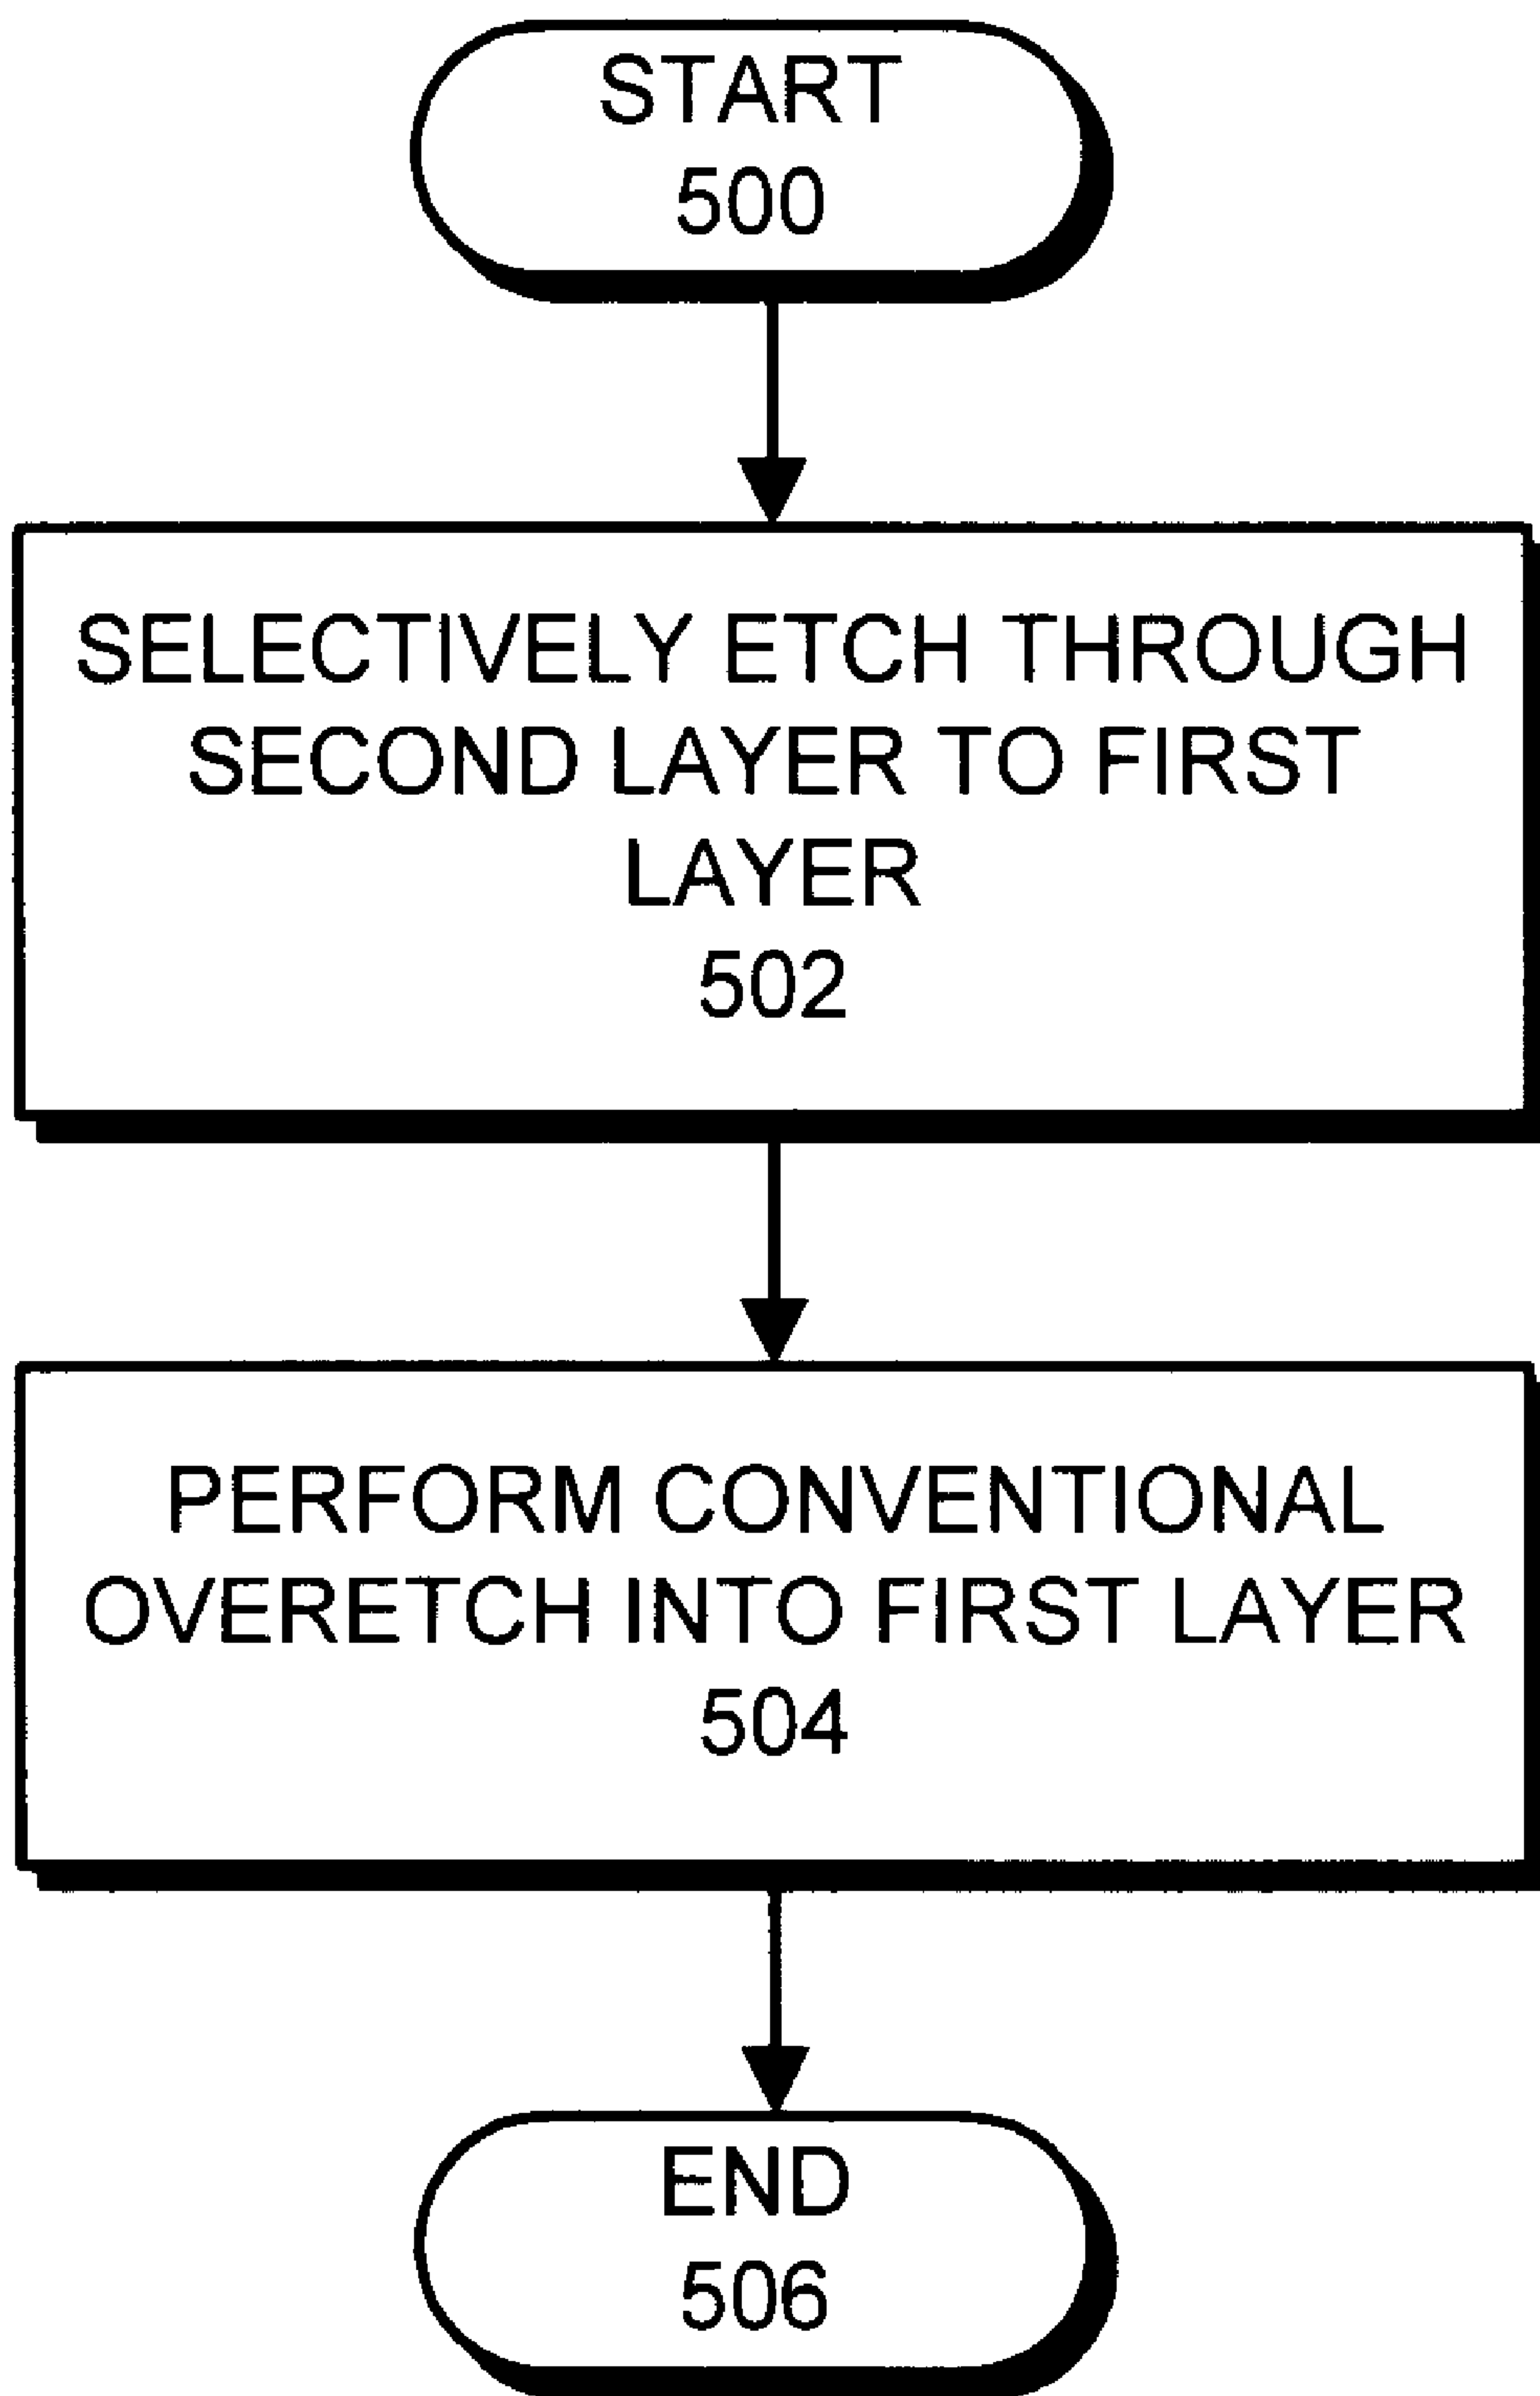 START
500
SELECTIVELY ETCH THROUGH
SECOND LAYER TO FIRST
LAYER
502
PERFORM CONVENTIONAL
OVERETCH INTO FIRST LAYER
504
END
506